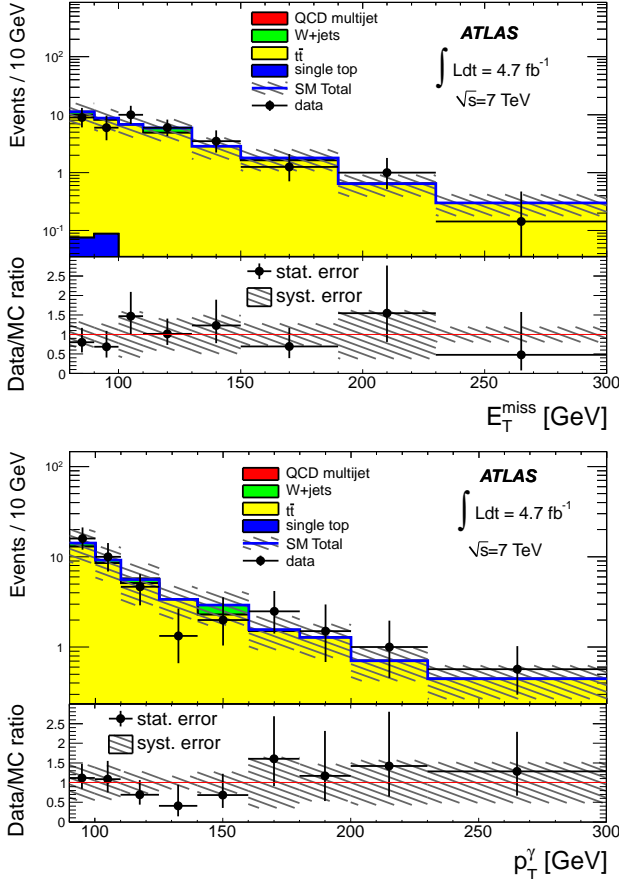 Events / 10 GeV
10²
10
1
10⁻¹
QCD multijet
W+jets
tt̄
single top
SM Total
data
ATLAS
∫ Ldt = 4.7 fb⁻¹
√s=7 TeV
Data/MC ratio
2.5
2
1.5
1
0.5
0
stat. error
syst. error
100 150 200 250 300
E_T^miss [GeV]
Events / 10 GeV
10²
10
1
QCD multijet
W+jets
tt̄
single top
SM Total
data
ATLAS
∫ Ldt = 4.7 fb⁻¹
√s=7 TeV
Data/MC ratio
2.5
2
1.5
1
0.5
0
stat. error
syst. error
100 150 200 250 300
p_T^γ [GeV]